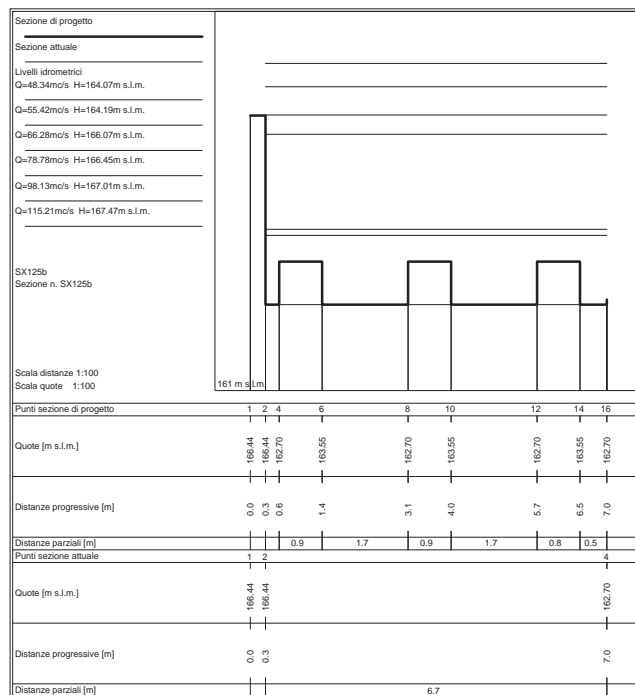 Sezione di progetto
Sezione attuale
Livelli idrometrici
Q=48.34mc/s H=164.07m s.l.m.
Q=55.42mc/s H=164.19m s.l.m.
Q=66.28mc/s H=166.07m s.l.m.
Q=78.78mc/s H=166.45m s.l.m.
Q=98.13mc/s H=167.01m s.l.m.
Q=115.21mc/s H=167.47m s.l.m.
SX125b
Sezione n. SX125b
Scala distanze 1:100
Scala quote 1:100
161 m s.l.m.
Punti sezione di progetto 1 2 4 6 8 10 12 14 16
Quote [m s.l.m.] 166.44 166.44 162.70 163.55 162.70 163.55 162.70 163.55 162.70
Distanze progressive [m] 0.0 0.3 0.6 1.4 3.1 4.0 5.7 6.5 7.0
Distanze parziali [m] 0.9 1.7 0.9 1.7 0.8 0.5
Punti sezione attuale 1 2 4
Quote [m s.l.m.] 166.44 166.44 162.70
Distanze progressive [m] 0.0 0.3 7.0
Distanze parziali [m] 6.7